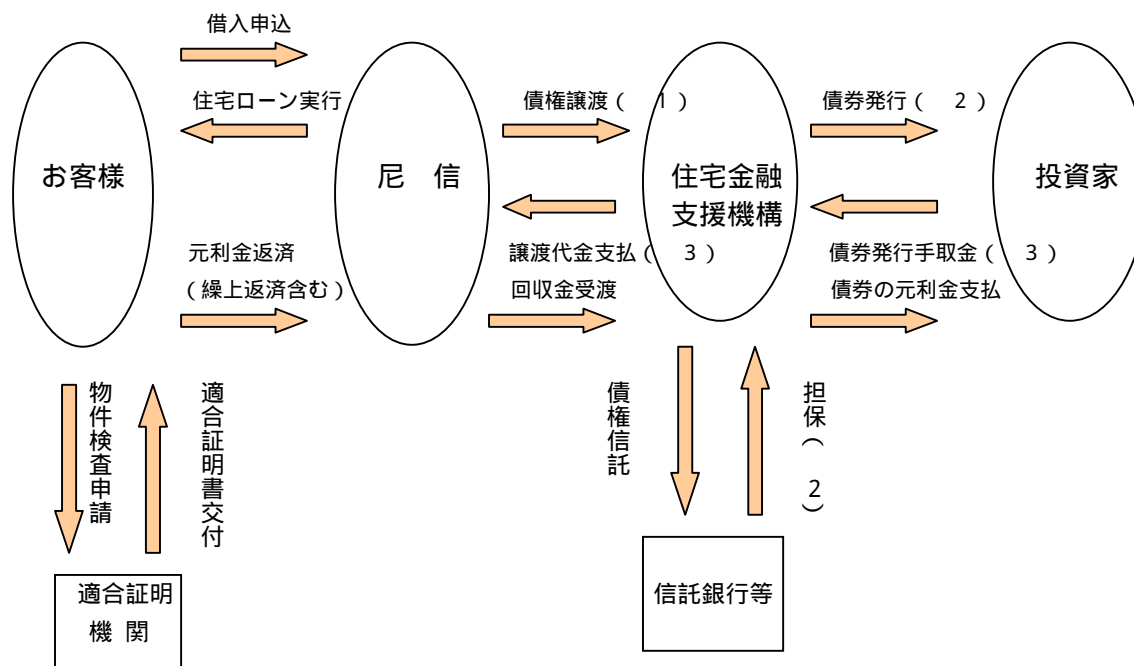 借入申込
住宅ローン実行
債権譲渡（　1）
債券発行（　2）
お客様
尼　信
住宅金融
支援機構
投資家
元利金返済
（繰上返済含む）
譲渡代金支払（　3）
回収金受渡
債券発行手取金（　3）
債券の元利金支払
物件検査申請
適合証明書交付
債権信託
担保（　2）
適合証明
機 関
信託銀行等